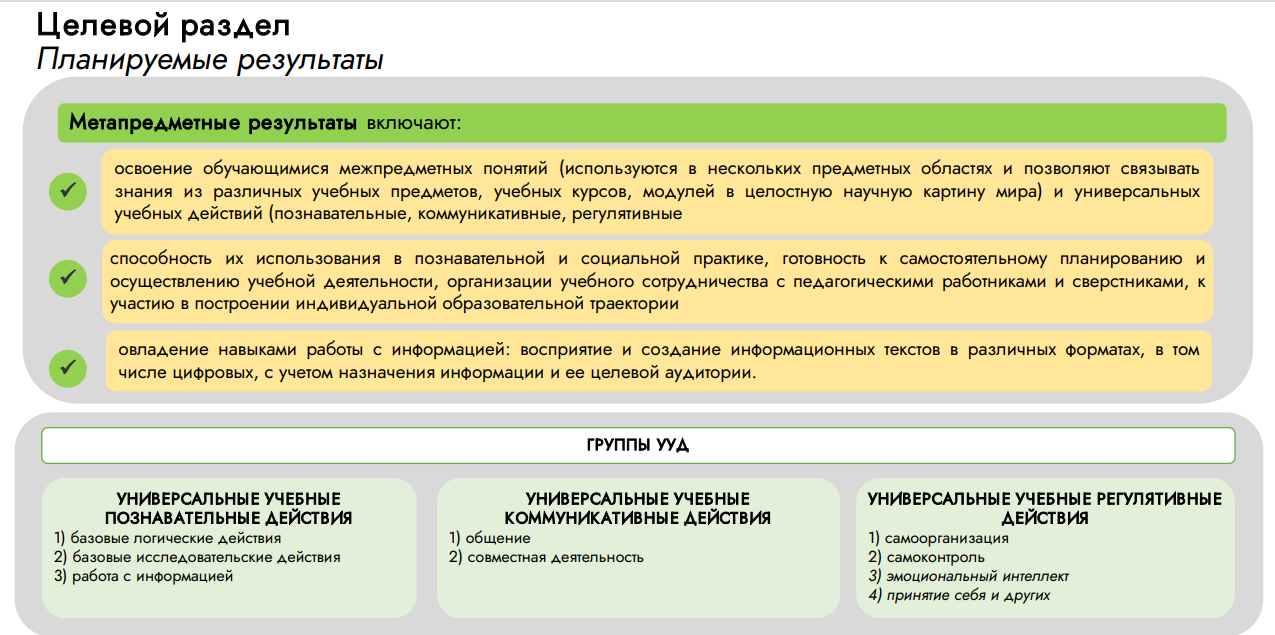 Целевой раздел
Планируемые результаты
Метапредметные результаты включают:
освоение обучающимися межпредметных понятий (используются в нескольких предметных областях и позволяют связывать
знания из различных учебных предметов, учебных курсов, модулей в целостную научную картину мира) и универсальных
учебных действий (познавательные, коммуникативные, регулятивные
способность их использования в познавательной и социальной практике, готовность к самостоятельному планированию и
осуществлению учебной деятельности, организации учебного сотрудничества с педагогическими работниками и сверстниками, к
участию в построении индивидуальной образовательной траектории
овладение навыками работы с информацией: восприятие и создание информационных текстов в различных форматах, в том
числе цифровых, с учетом назначения информации и ее целевой аудитории.
ГРУППЫ УУД
УНИВЕРСАЛЬНЫЕ УЧЕБНЫЕ
ПОЗНАВАТЕЛЬНЫЕ ДЕЙСТВИЯ
1) базовые логические действия
2) базовые исследовательские действия
3) работа с информацией
УНИВЕРСАЛЬНЫЕ УЧЕБНЫЕ
КОММУНИКАТИВНЫЕ ДЕЙСТВИЯ
1) общение
2) совместная деятельность
УНИВЕРСАЛЬНЫЕ УЧЕБНЫЕ РЕГУЛЯТИВНЫЕ
ДЕЙСТВИЯ
1) самоорганизация
2) самоконтроль
3) эмоциональный интеллект
4) принятие себя и других